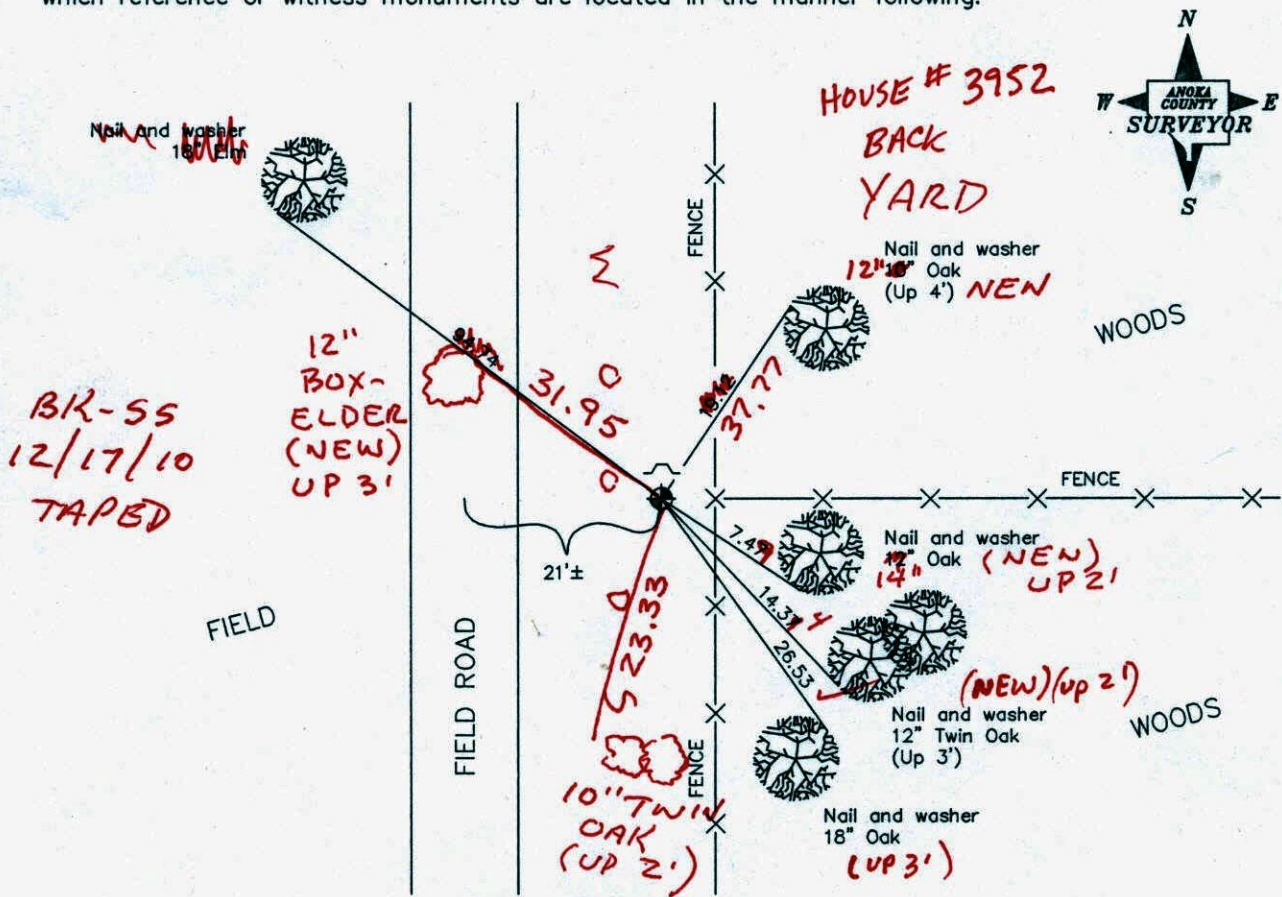 which reference or witness monuments are located in the manner following:
N
W
ANOKA
COUNTY
E
SURVEYOR
S
HOUSE # 3952
BACK
YARD
Nail and washer
18" Elm
FENCE
Nail and washer
12" Oak
(Up 4') NEW
WOODS
12"
BOX-
ELDER
(NEW)
UP 3'
31.95
37.77
BK-SS
12/17/10
TAPED
FENCE
21'±
7.49
Nail and washer
12" Oak (NEW)
14" UP 2'
23.33
14.37 4
26.53
FIELD
FIELD ROAD
(NEW) (UP 2')
Nail and washer
12" Twin Oak
(Up 3')
WOODS
FENCE
10" TWIN
OAK
(UP 2')
Nail and washer
18" Oak
(UP 3')